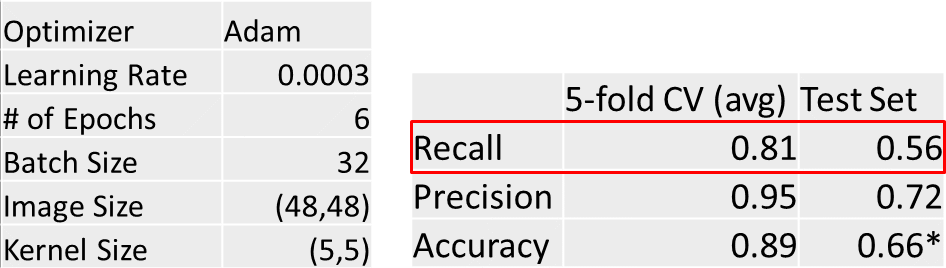 Optimizer Adam
Learning Rate 0.0003
# of Epochs 6
Batch Size 32
Image Size (48,48)
Kernel Size (5,5)
5-fold CV (avg) Test Set
Recall 0.81 0.56
Precision 0.95 0.72
Accuracy 0.89 0.66*